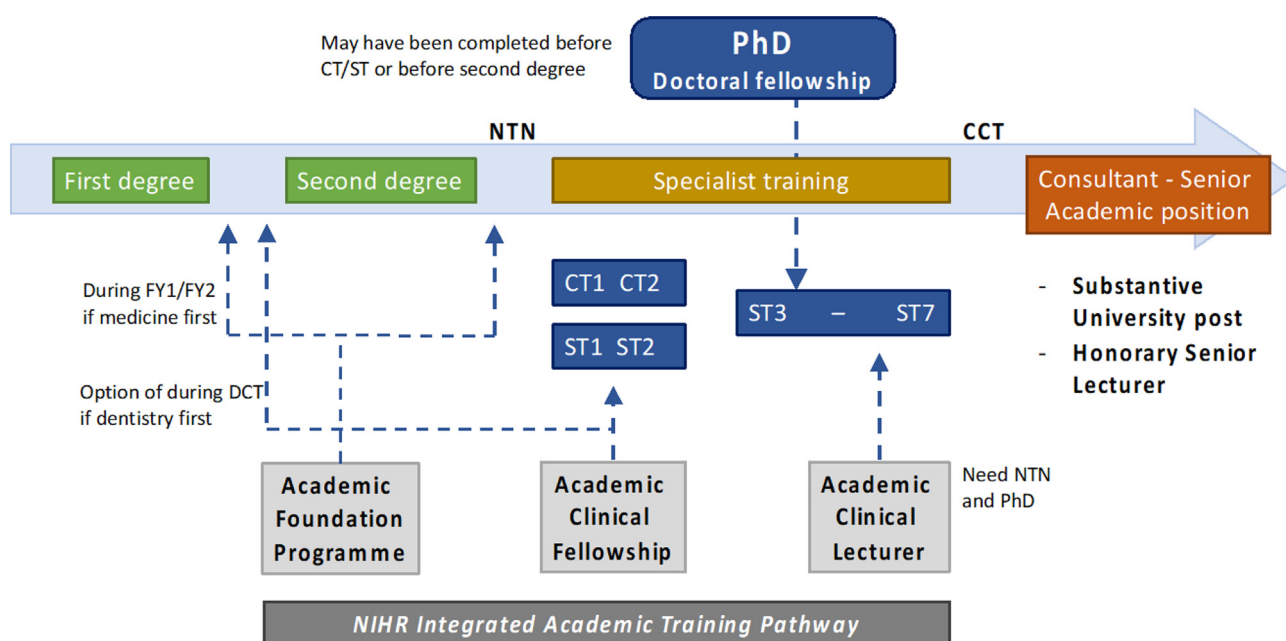 May have been completed before
CT/ST or before second degree
PhD
Doctoral fellowship
NTN
CCT
First degree
Second degree
Specialist training
Consultant - Senior
Academic position
During FY1/FY2
if medicine first
CT1 CT2
ST1 ST2
ST3 – ST7
- Substantive
University post
- Honorary Senior
Lecturer
Option of during DCT
if dentistry first
Academic
Foundation
Programme
Academic
Clinical
Fellowship
Academic
Clinical
Lecturer
Need NTN
and PhD
NIHR Integrated Academic Training Pathway